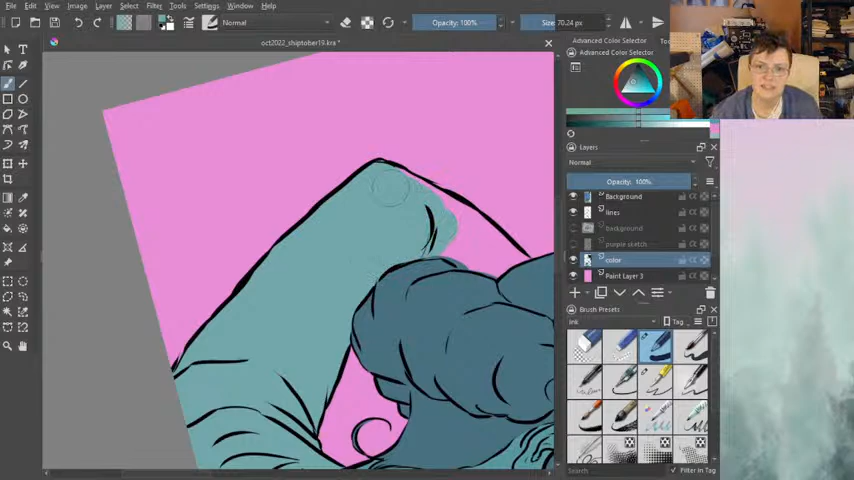 File Edit View Image Layer Select Filter Tools Settings Window Help
Normal
Opacity: 100%
Size: 70.24 px
oct2022_shiptober19.kra *
Advanced Color Selector
Advanced Color Selector
Layers
Normal
Opacity: 100%
Background
lines
background
purple sketch
color
Paint Layer 3
Brush Presets
Ink
Tag
Search
Filter in Tag